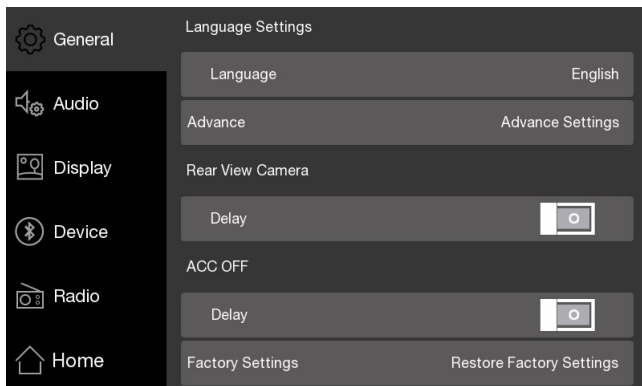 General
Audio
Display
Device
Radio
Home
Language Settings
Language English
Advance Advance Settings
Rear View Camera
Delay
ACC OFF
Delay
Factory Settings Restore Factory Settings